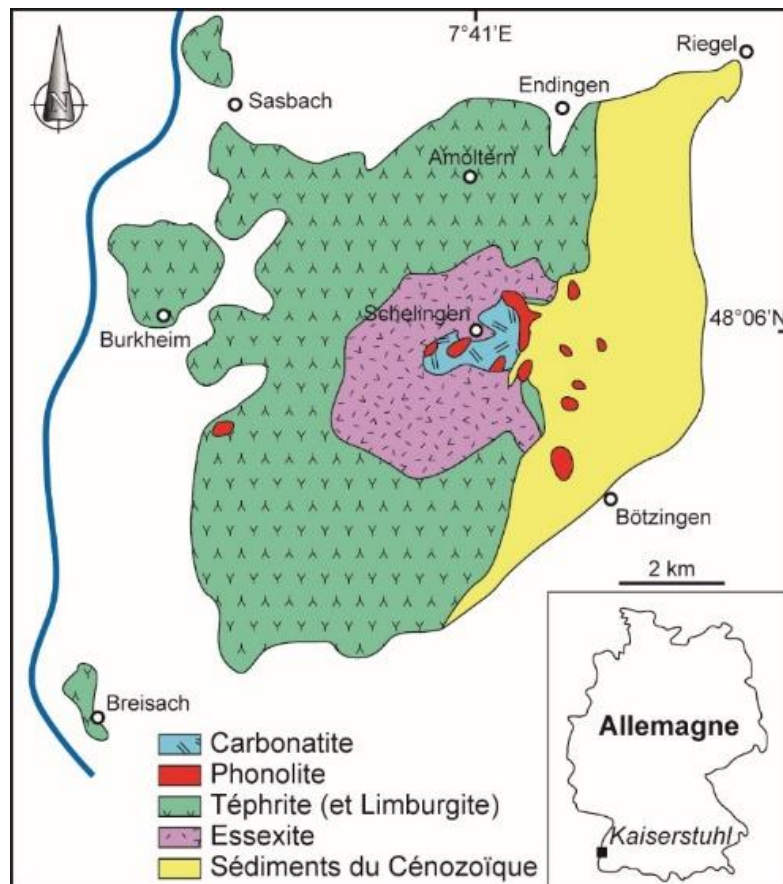 7°41'E
Riegel
Endingen
Sasbach
Amoltern
Schelingen
48°06'N
Burkheim
Bötzingen
2 km
Breisach
N
Carbonatite
Phonolite
Téphrite (et Limburgite)
Essexite
Sédiments du Cénozoïque
Allemagne
Kaiserstuhl